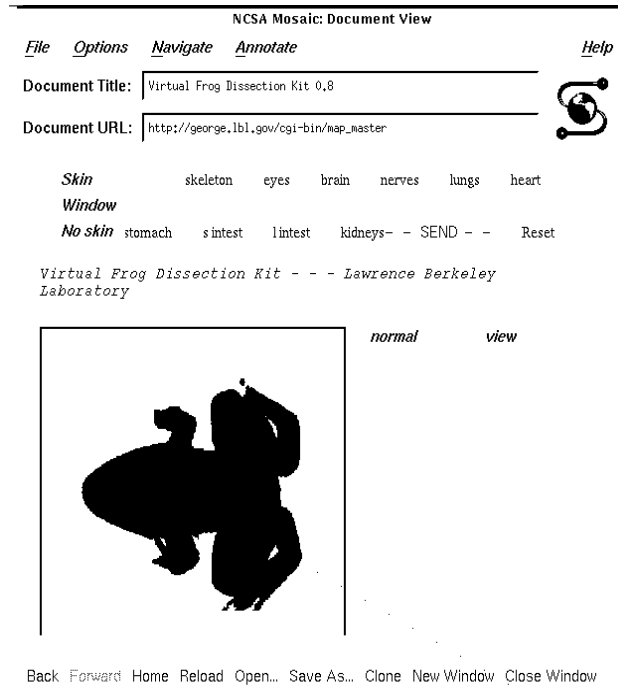 NCSA Mosaic: Document View
File Options Navigate Annotate Help
Document Title: Virtual Frog Dissection Kit 0.8
Document URL: http://george.lbl.gov/cgi-bin/map_master
Skin skeleton eyes brain nerves lungs heart
Window
No skin stomach sintest lintest kidneys- - SEND - - Reset
Virtual Frog Dissection Kit - - - Lawrence Berkeley
Laboratory
normal view
Back Forward Home Reload Open... Save As... Clone New Window Close Window